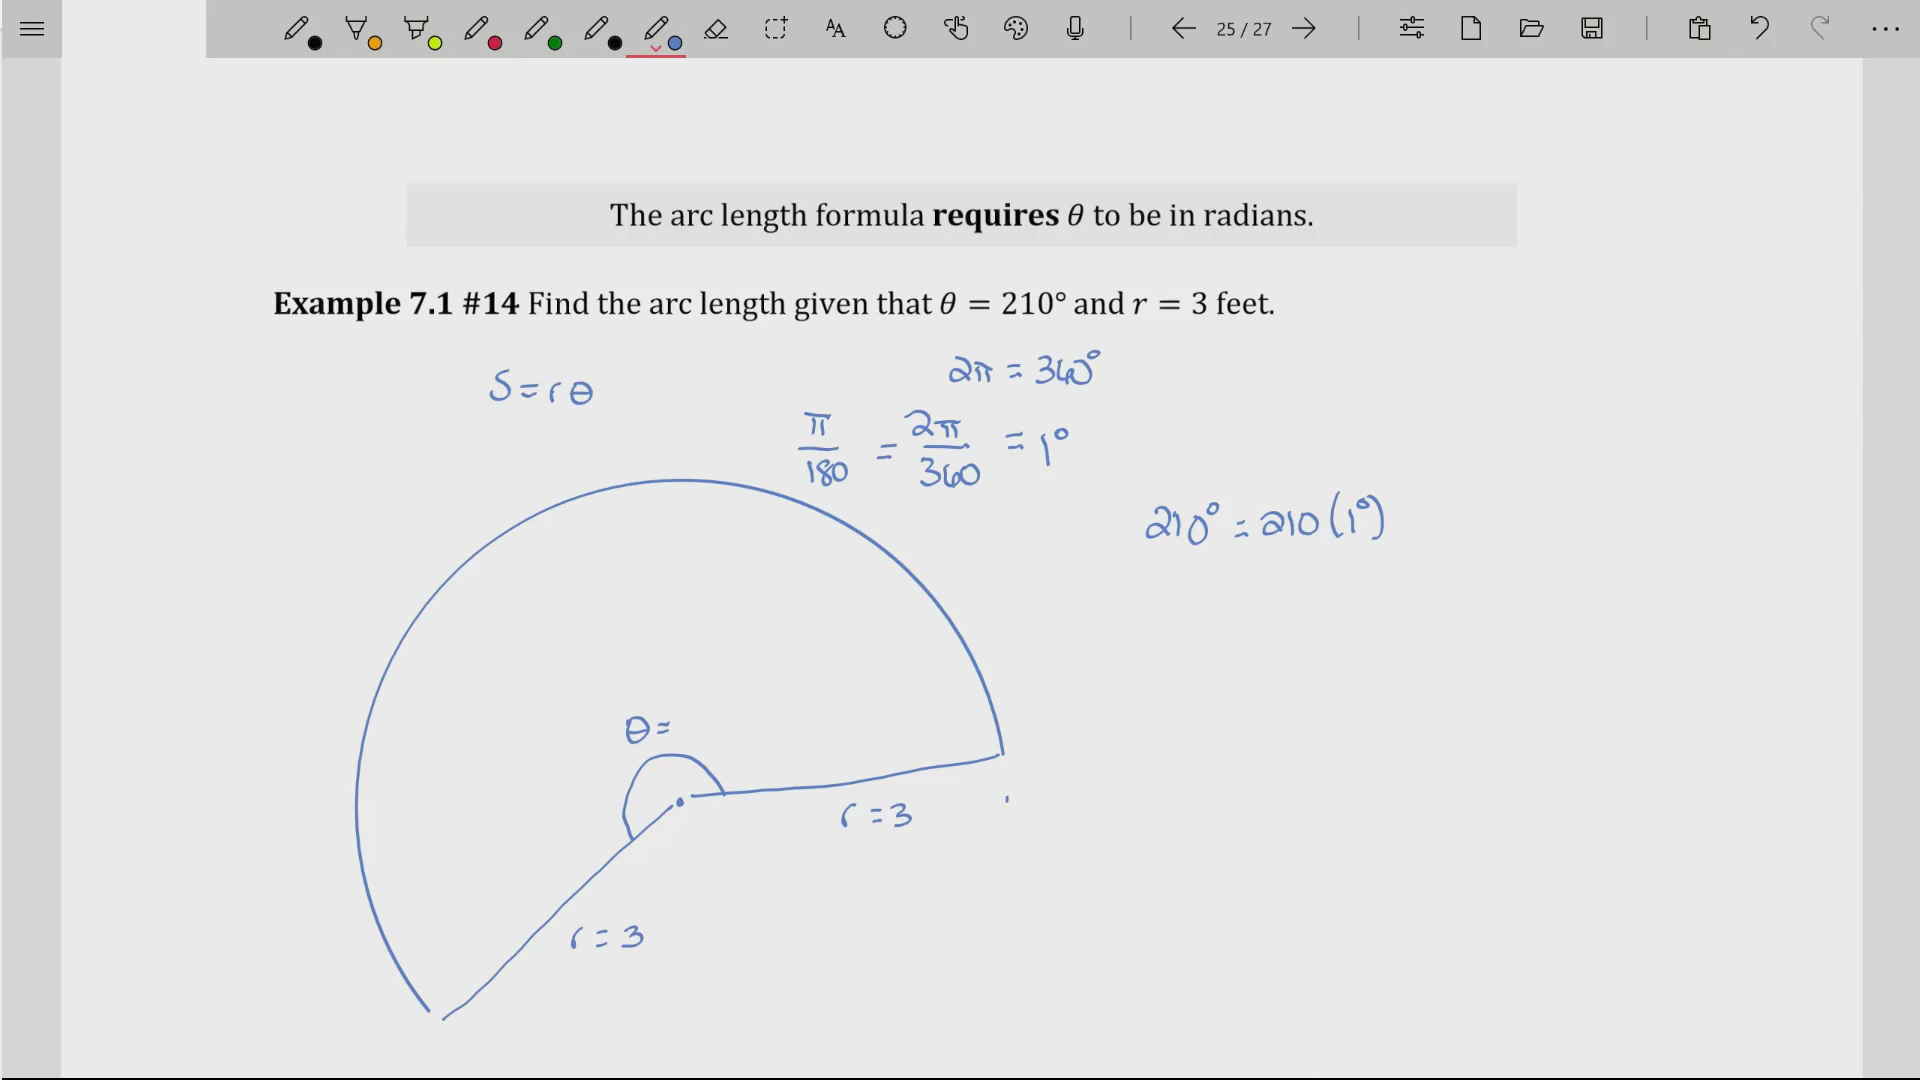 25 / 27
The arc length formula requires θ to be in radians.
Example 7.1 #14 Find the arc length given that θ = 210° and r = 3 feet.
S = rθ
2π = 360°
π/180 = 2π/360 = 1°
210° = 210(1°)
θ =
r = 3
r = 3